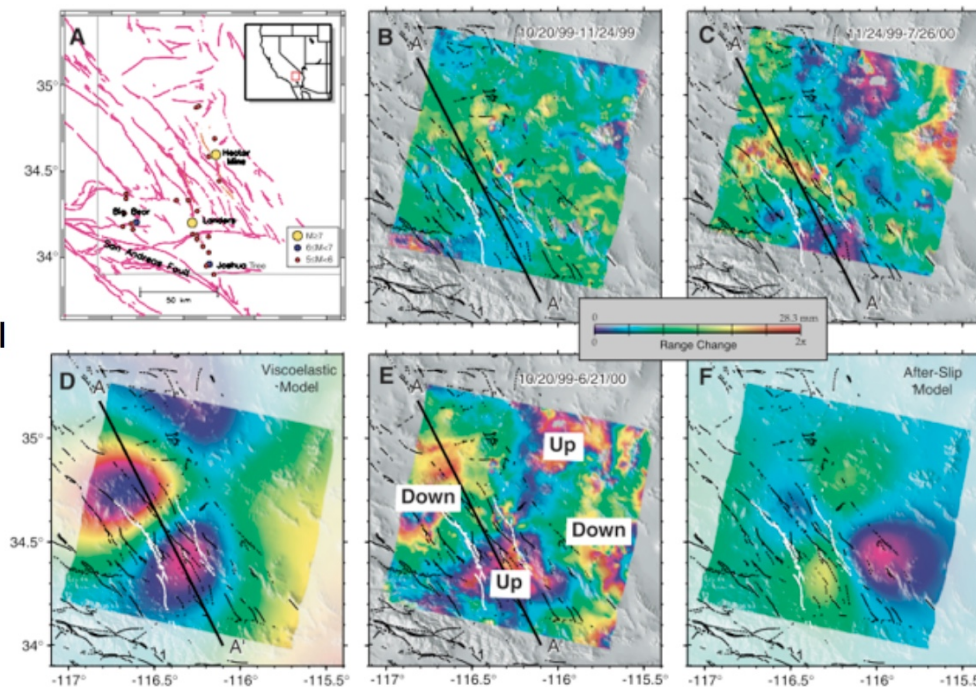 A
35°
34.5°
34°
Hector
Mine
Big Bear
Landers
San Andreas Fault
Joshua Tree
M>7
6<M<7
5<M<6
50 km
B
10/20/99-11/24/99
A
A'
C
11/24/99-7/26/00
A
A'
0
28.3 mm
0
2π
Range Change
D
Viscoelastic
Model
A
A'
35°
34.5°
34°
-117°
-116.5°
-116°
-115.5°
E
10/20/99-6/21/00
A
Up
Down
Down
Up
A'
-117°
-116.5°
-116°
-115.5°
F
After-Slip
Model
-117°
-116.5°
-116°
-115.5